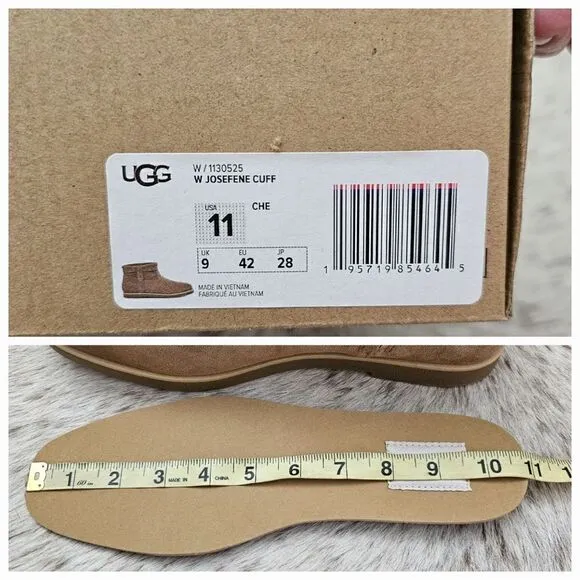 UGG
W / 1130525
W JOSEFENE CUFF
USA
11
CHE
UK EU JP
9 42 28
1 95719 85464 5
MADE IN VIETNAM
FABRIQUÉ AU VIETNAM
1 60 2 3 MADE IN 4 CHINA 5 6 7 8 9 10 11